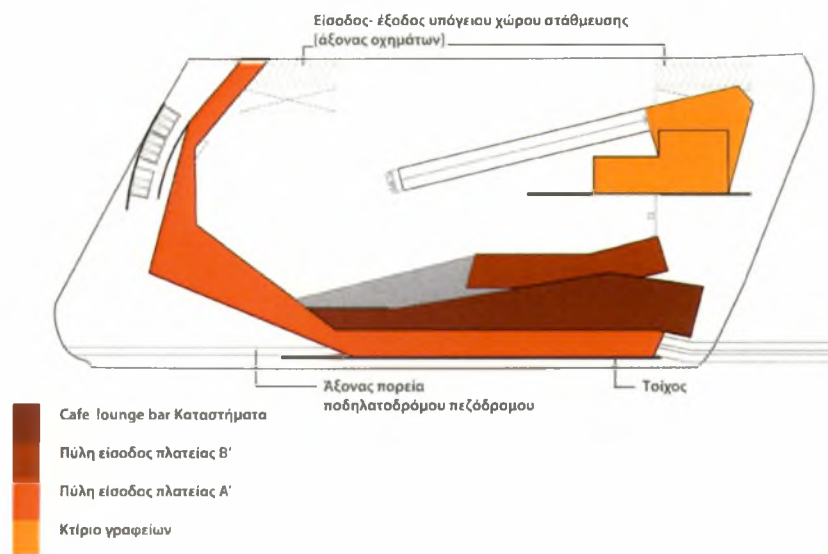 Είσοδος- έξοδος υπόγειου χώρου στάθμευσης
(άξονας οχημάτων)
Άξονας πορεία
ποδηλατοδρόμου πεζόδρομου
Τοίχος
Cafe lounge bar Καταστήματα
Πύλη είσοδος πλατείας Β'
Πύλη είσοδος πλατείας Α'
Κτίριο γραφείων